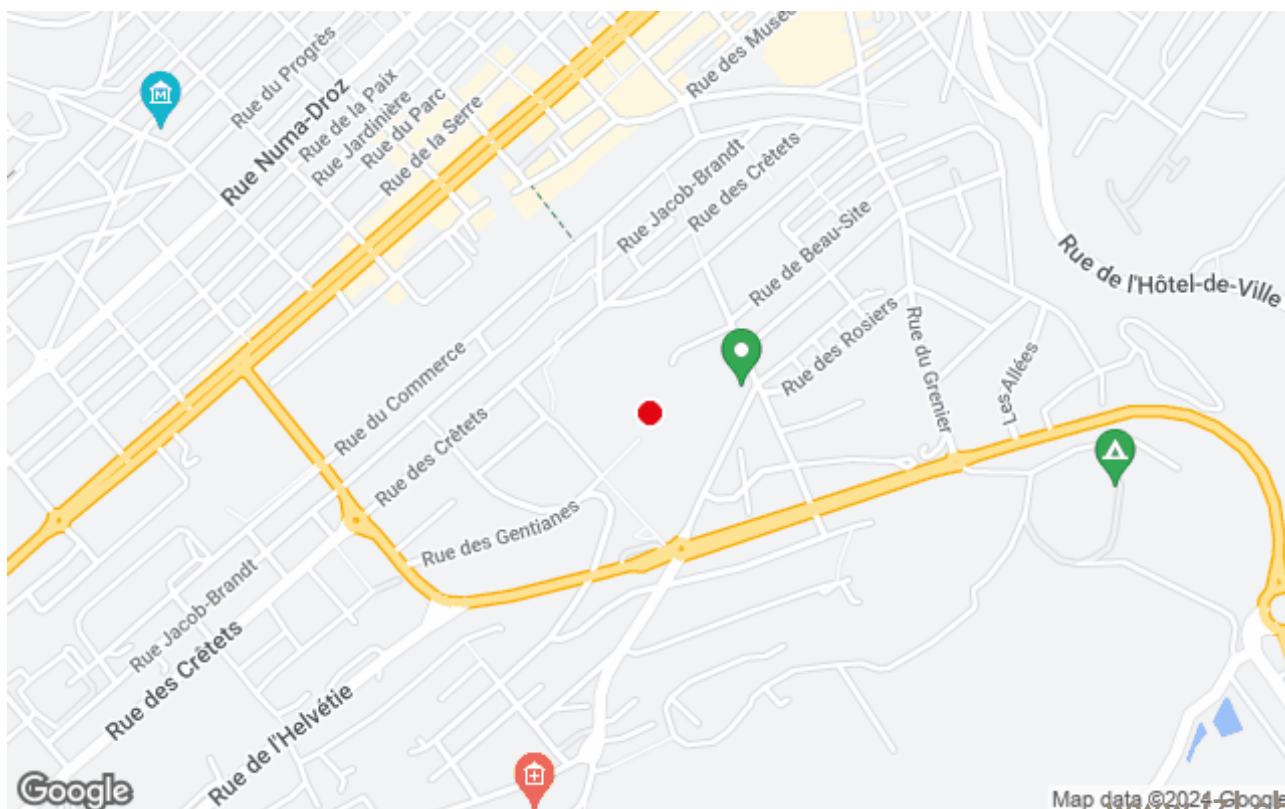 Rue des Musée
Rue du Progrès
Rue de la Paix
Rue Numa-Droz
Rue Jardinière
Rue du Parc
Rue de la Serre
Rue Jacob-Brandt
Rue des Crêtets
Rue de Beau-Site
Rue de l'Hôtel-de-Ville
Rue des Rosiers
Rue du Grenier
Les Allées
Rue du Commerce
Rue des Crêtets
Rue des Gentianes
Rue Jacob-Brandt
Rue des Crêtets
Rue de l'Helvétie
Google
Map data ©2024 Google